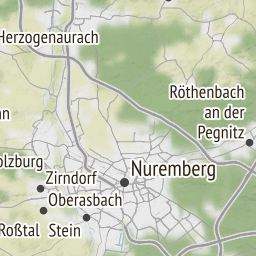 Herzogenaurach
Röthenbach
an der
Pegnitz
Nuremberg
Zirndorf
Oberasbach
Roßtal
Stein